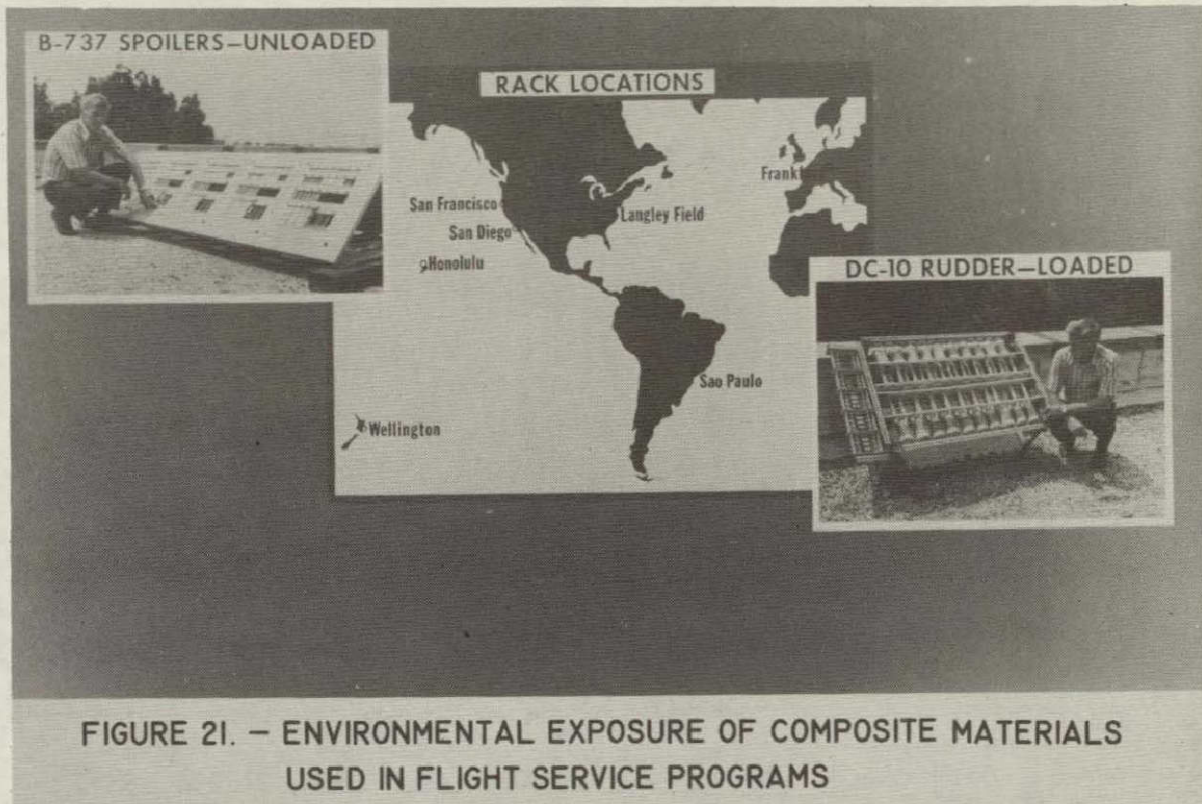 B-737 SPOILERS—UNLOADED
RACK LOCATIONS
Frankf
San Francisco
Langley Field
San Diego
Honolulu
DC-10 RUDDER—LOADED
Sao Paulo
Wellington
FIGURE 21. — ENVIRONMENTAL EXPOSURE OF COMPOSITE MATERIALS
USED IN FLIGHT SERVICE PROGRAMS